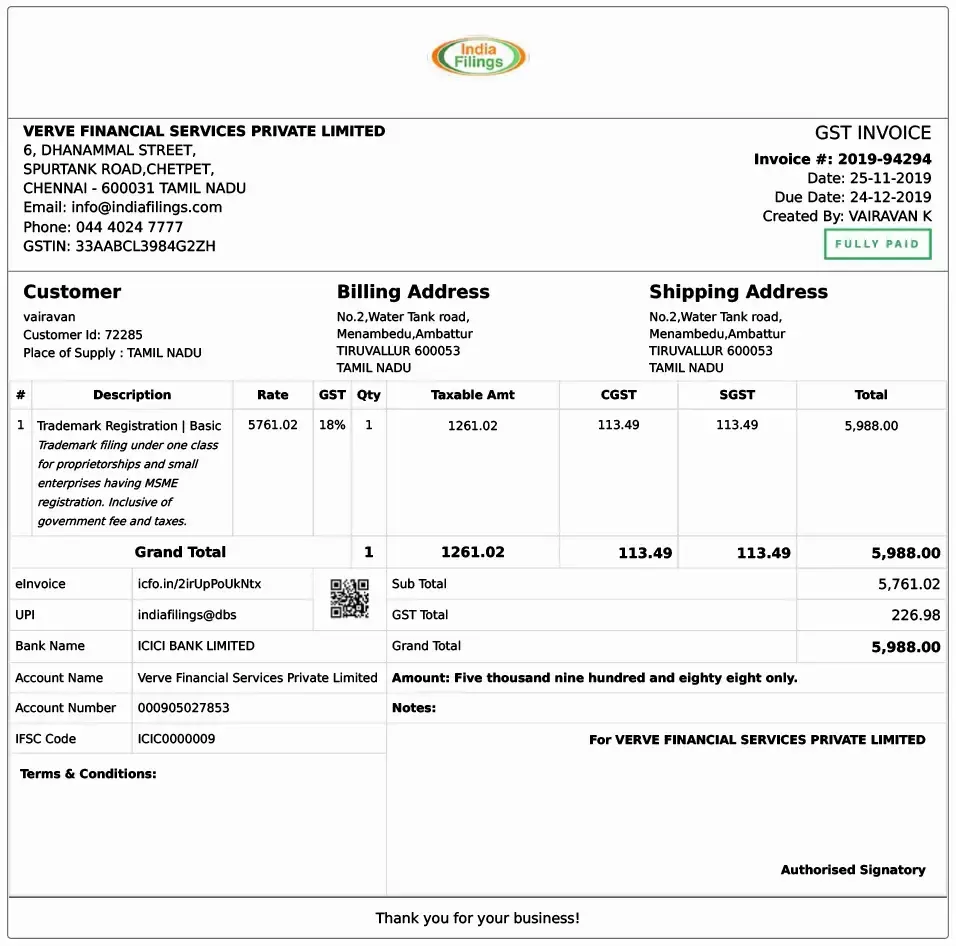 India
Filings
VERVE FINANCIAL SERVICES PRIVATE LIMITED
6, DHANAMMAL STREET,
SPURTANK ROAD,CHETPET,
CHENNAI - 600031 TAMIL NADU
Email: info@indiafilings.com
Phone: 044 4024 7777
GSTIN: 33AABCL3984G2ZH
GST INVOICE
Invoice #: 2019-94294
Date: 25-11-2019
Due Date: 24-12-2019
Created By: VAIRAVAN K
FULLY PAID
Customer
vairavan
Customer Id: 72285
Place of Supply : TAMIL NADU
Billing Address
No.2,Water Tank road,
Menambedu,Ambattur
TIRUVALLUR 600053
TAMIL NADU
Shipping Address
No.2,Water Tank road,
Menambedu,Ambattur
TIRUVALLUR 600053
TAMIL NADU
# Description Rate GST Qty Taxable Amt CGST SGST Total
1 Trademark Registration | Basic 5761.02 18% 1 1261.02 113.49 113.49 5,988.00
Trademark filing under one class
for proprietorships and small
enterprises having MSME
registration. Inclusive of
government fee and taxes.
Grand Total 1 1261.02 113.49 113.49 5,988.00
eInvoice icfo.in/2irUpPoUkNtx
UPI indiafilings@dbs
Bank Name ICICI BANK LIMITED
Account Name Verve Financial Services Private Limited
Account Number 000905027853
IFSC Code ICIC0000009
Terms & Conditions:
Sub Total 5,761.02
GST Total 226.98
Grand Total 5,988.00
Amount: Five thousand nine hundred and eighty eight only.
Notes:
For VERVE FINANCIAL SERVICES PRIVATE LIMITED
Authorised Signatory
Thank you for your business!